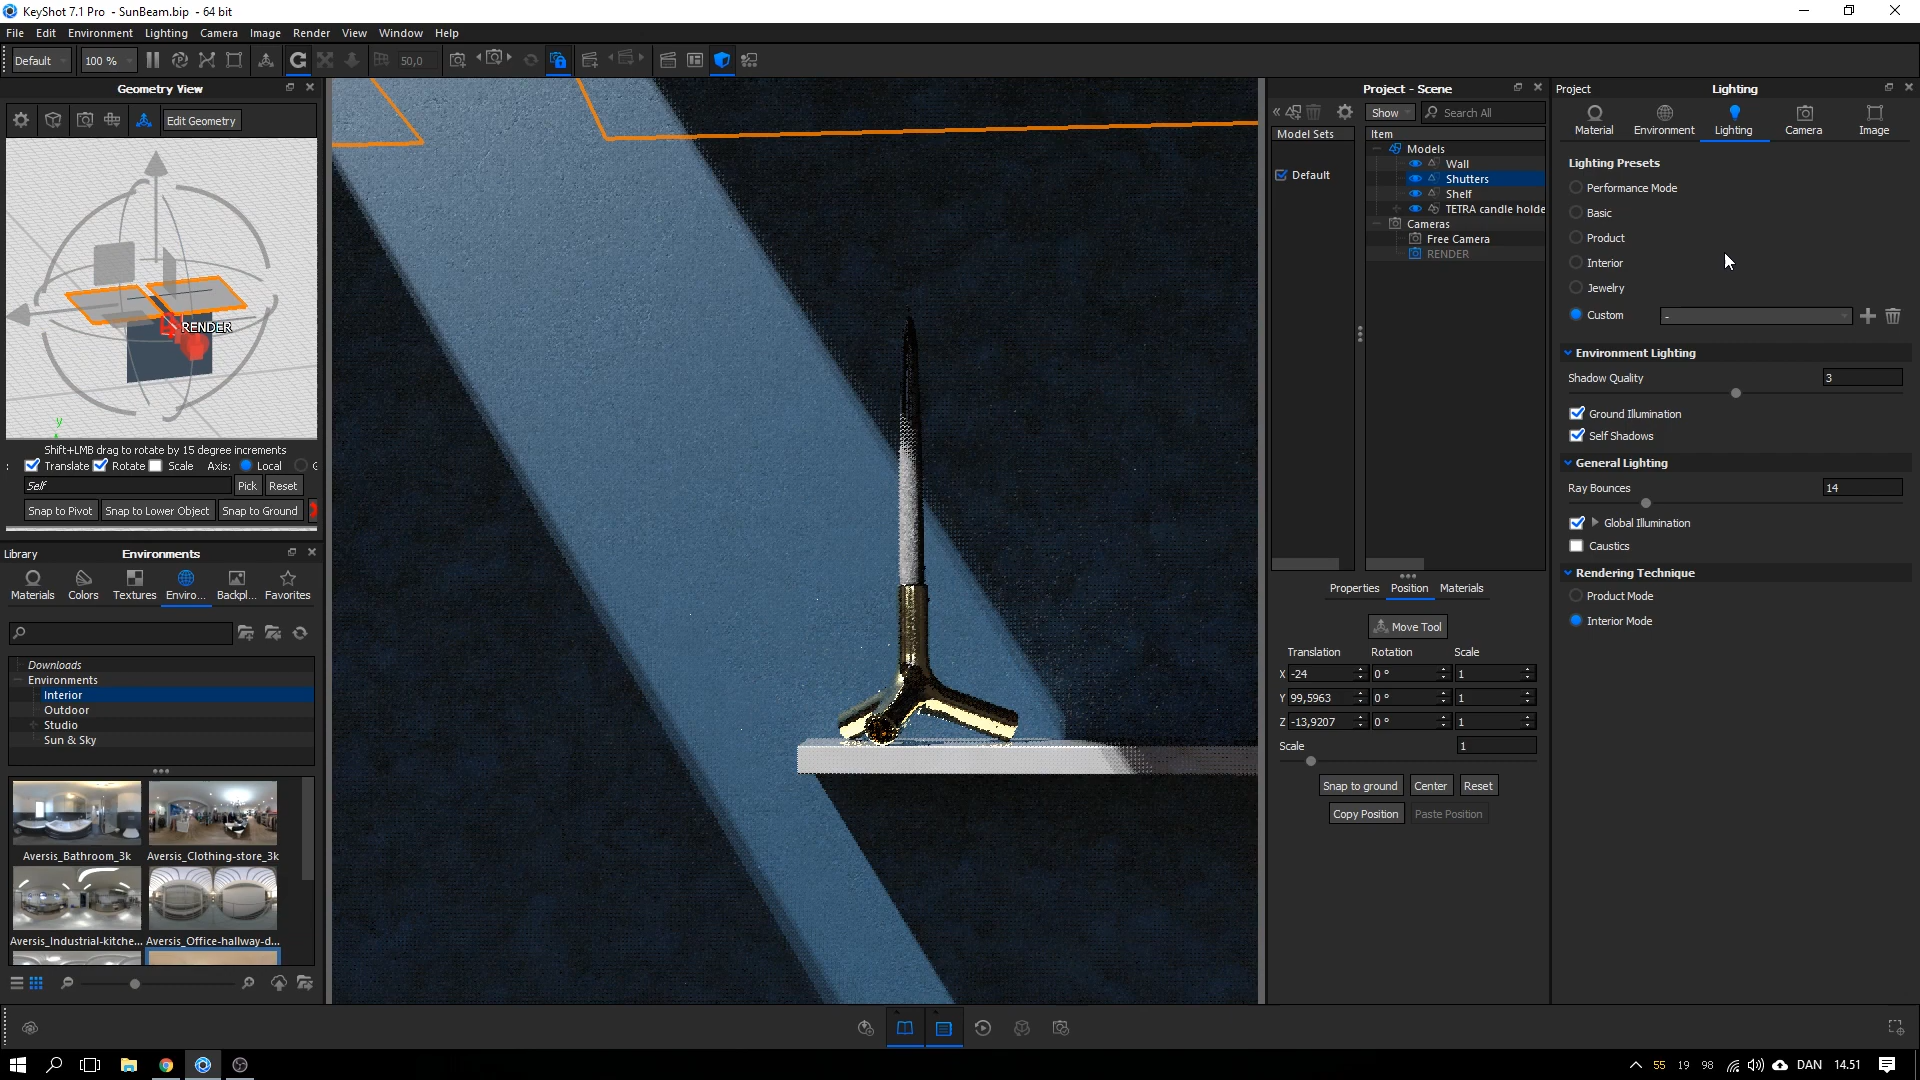 KeyShot 7.1 Pro - SunBeam.bip - 64 bit
File Edit Environment Lighting Camera Image Render View Window Help
Default 100 % 50,0
Geometry View
Edit Geometry
RENDER
y
Shift+LMB drag to rotate by 15 degree increments
: Translate Rotate Scale Axis: Local G
Self Pick Reset
Snap to Pivot Snap to Lower Object Snap to Ground
Library Environments
Materials Colors Textures Enviro... Backpl... Favorites
Downloads
Environments
Interior
Outdoor
Studio
Sun & Sky
Aversis_Bathroom_3k Aversis_Clothing-store_3k
Aversis_Industrial-kitche... Aversis_Office-hallway-d...
Project - Scene
Show Search All
Model Sets
Default
Item
Models
Wall
Shutters
Shelf
TETRA candle holde
Cameras
Free Camera
RENDER
Properties Position Materials
Move Tool
Translation Rotation Scale
X -24 0 ° 1
Y 99,5963 0 ° 1
Z -13,9207 0 ° 1
Scale 1
Snap to ground Center Reset
Copy Position Paste Position
Project Lighting
Material Environment Lighting Camera Image
Lighting Presets
Performance Mode
Basic
Product
Interior
Jewelry
Custom -
Environment Lighting
Shadow Quality 3
Ground Illumination
Self Shadows
General Lighting
Ray Bounces 14
Global Illumination
Caustics
Rendering Technique
Product Mode
Interior Mode
55 19 98 DAN 14.51